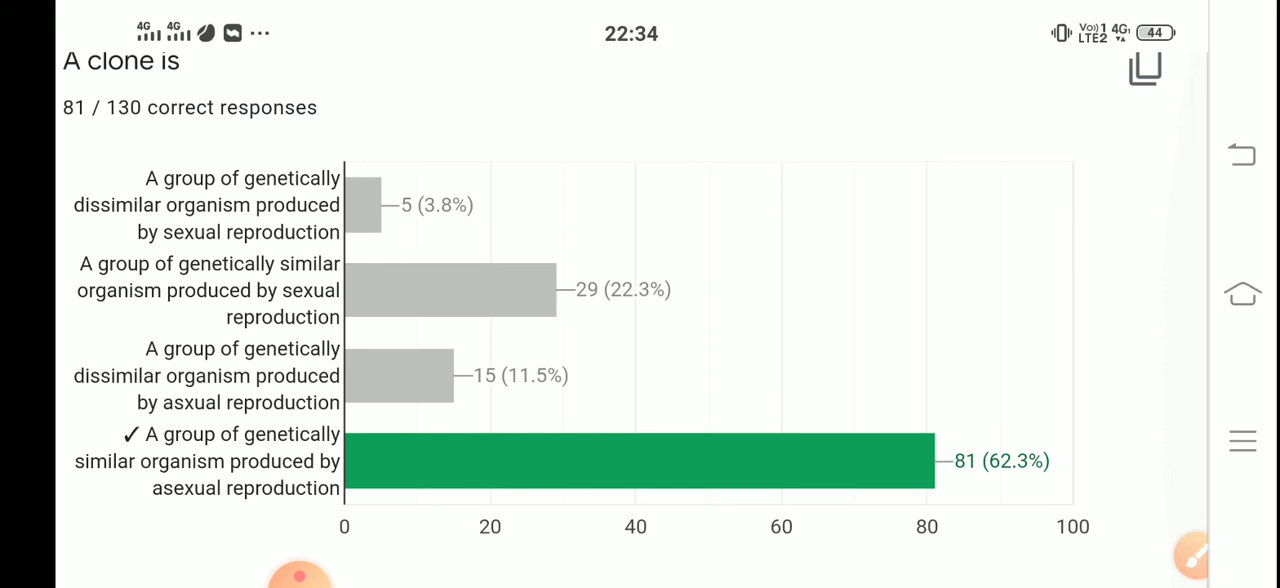 4G 4G 22:34 Vo)) 1 4G LTE2 44
A clone is
81 / 130 correct responses
A group of genetically
dissimilar organism produced
by sexual reproduction
5 (3.8%)
A group of genetically similar
organism produced by sexual
reproduction
29 (22.3%)
A group of genetically
dissimilar organism produced
by asxual reproduction
15 (11.5%)
✓ A group of genetically
similar organism produced by
asexual reproduction
81 (62.3%)
0 20 40 60 80 100